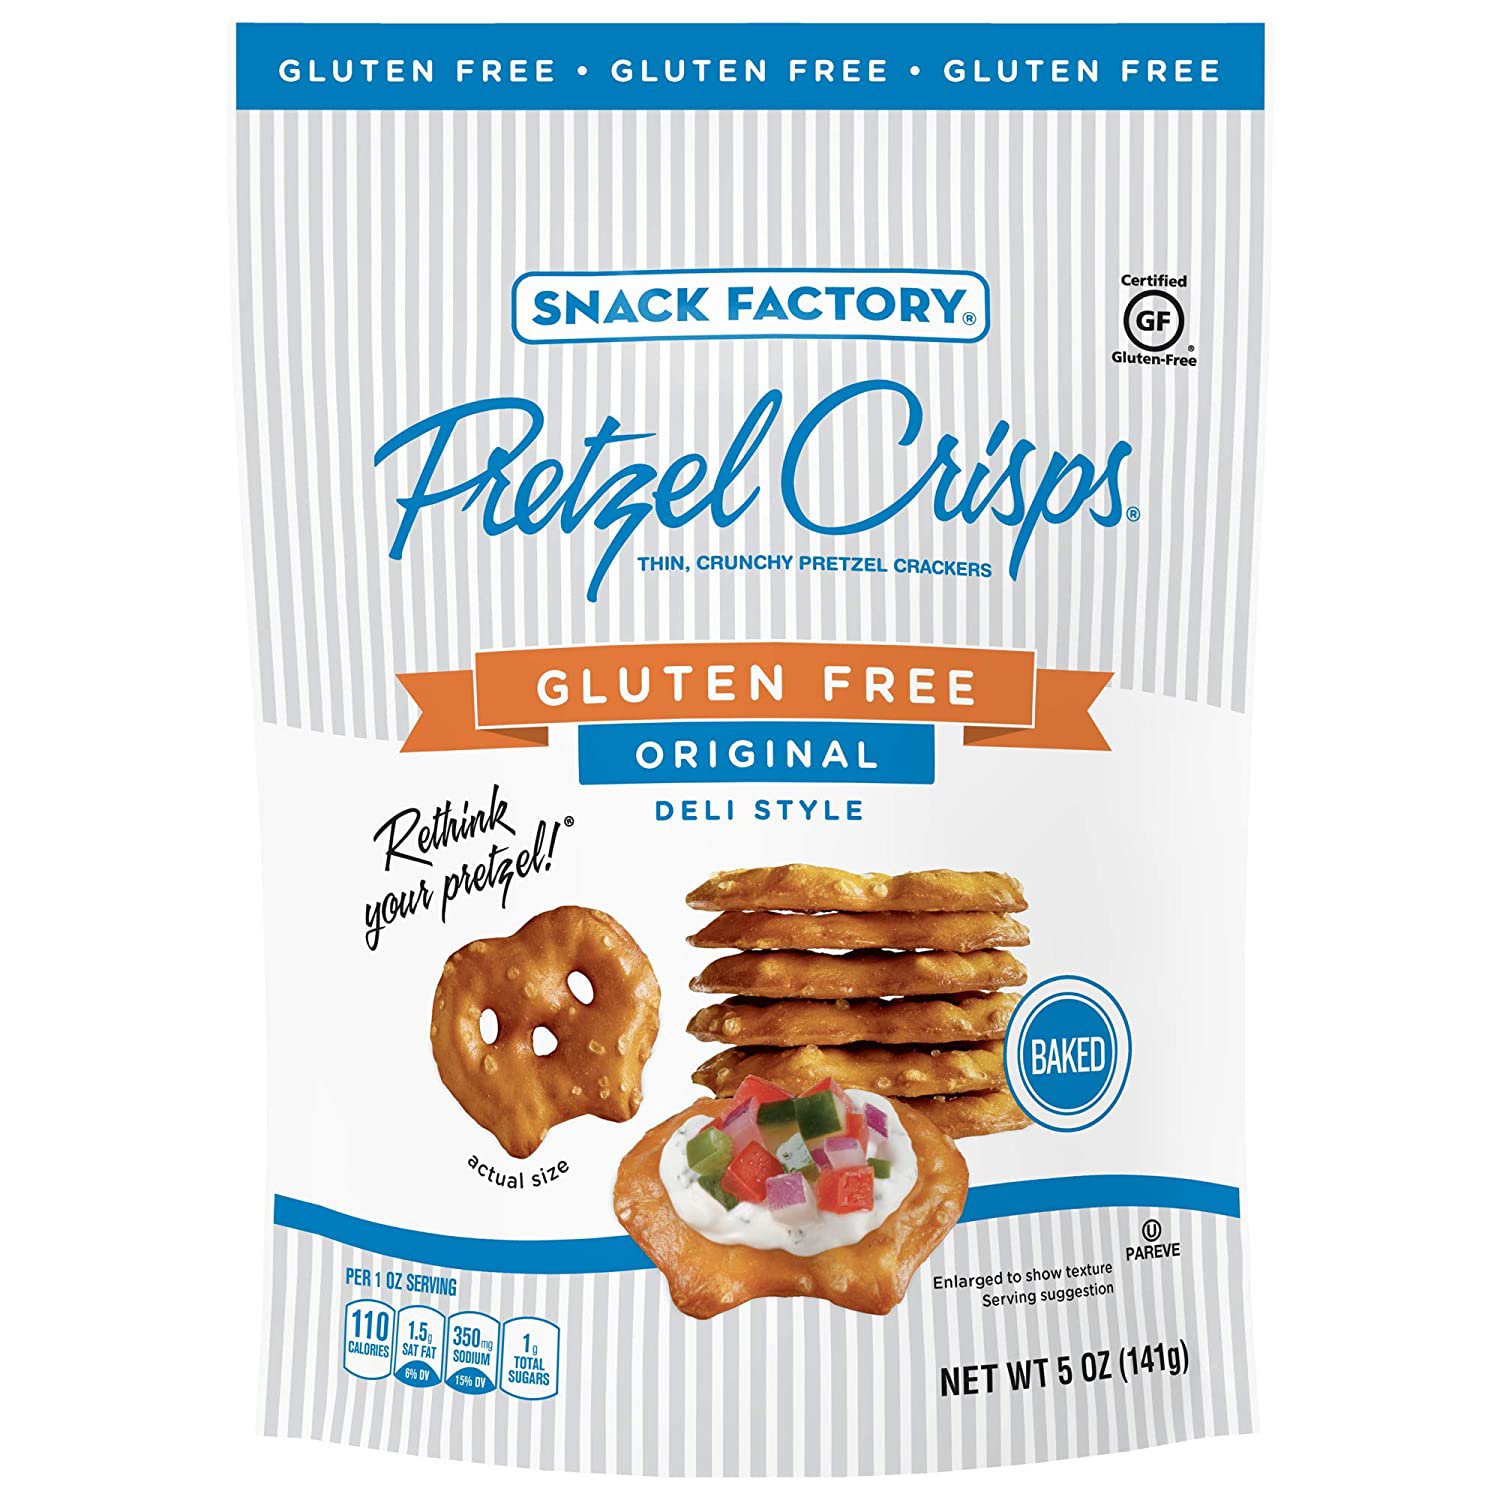 GLUTEN FREE • GLUTEN FREE • GLUTEN FREE
SNACK FACTORY®
Certified
GF®
Gluten-Free
Pretzel Crisps®
THIN, CRUNCHY PRETZEL CRACKERS
GLUTEN FREE
ORIGINAL
DELI STYLE
Rethink
your pretzel!®
actual size
BAKED
U
PAREVE
Enlarged to show texture
Serving suggestion
PER 1 OZ SERVING
110
CALORIES
1.5g
SAT FAT
6% DV
350mg
SODIUM
15% DV
1g
TOTAL
SUGARS
NET WT 5 OZ (141g)